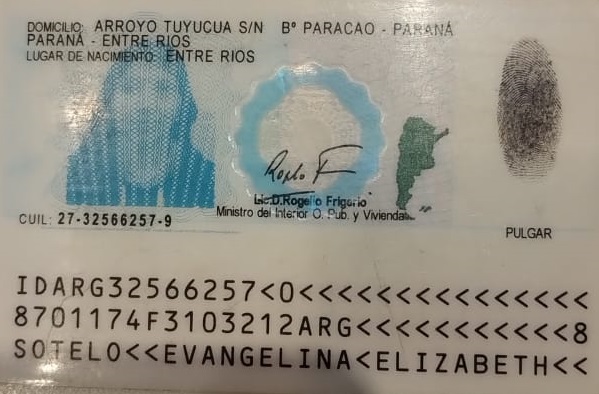 DOMICILIO: ARROYO TUYUCUA S/N Bº PARACAO - PARANÁ
PARANÁ - ENTRE RIOS
LUGAR DE NACIMIENTO: ENTRE RIOS
Lic.D.Rogelio Frigerio
Ministro del Interior O. Pub. y Vivienda
CUIL: 27-32566257-9
PULGAR
IDARG32566257<0<<<<<<<<<<<<<<<
8701174F3103212ARG<<<<<<<<<<<8
SOTELO<<EVANGELINA<ELIZABETH<<